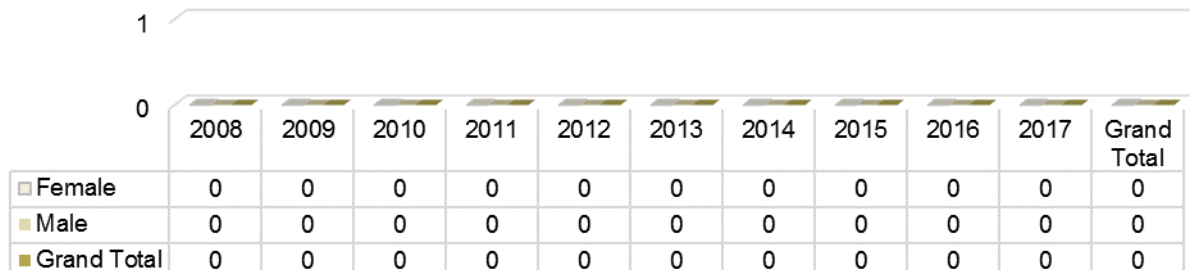 1
0
2008 2009 2010 2011 2012 2013 2014 2015 2016 2017 Grand Total
Female 0 0 0 0 0 0 0 0 0 0 0
Male 0 0 0 0 0 0 0 0 0 0 0
Grand Total 0 0 0 0 0 0 0 0 0 0 0